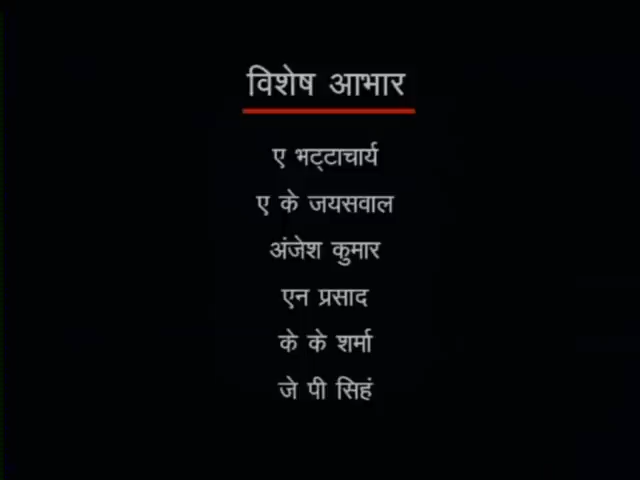 विशेष आभार
ए भट्‌टाचार्य
ए के जयसवाल
अंजेश कुमार
एन प्रसाद
के के शर्मा
जे पी सिहं